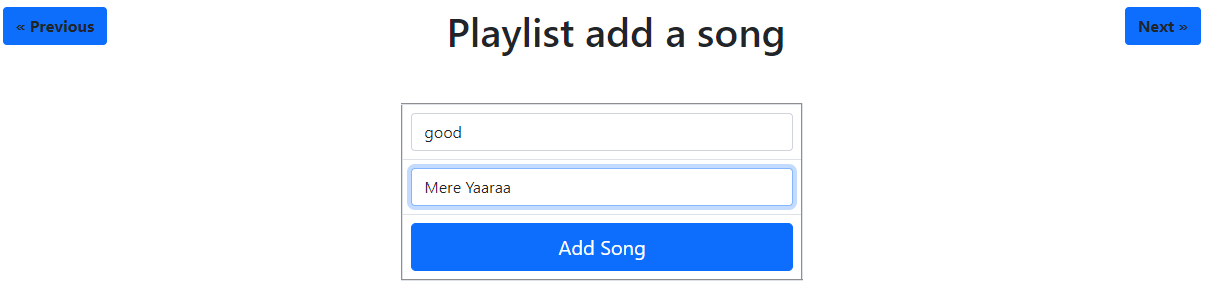 « Previous
Playlist add a song
Next »
good
Mere Yaaraa
Add Song